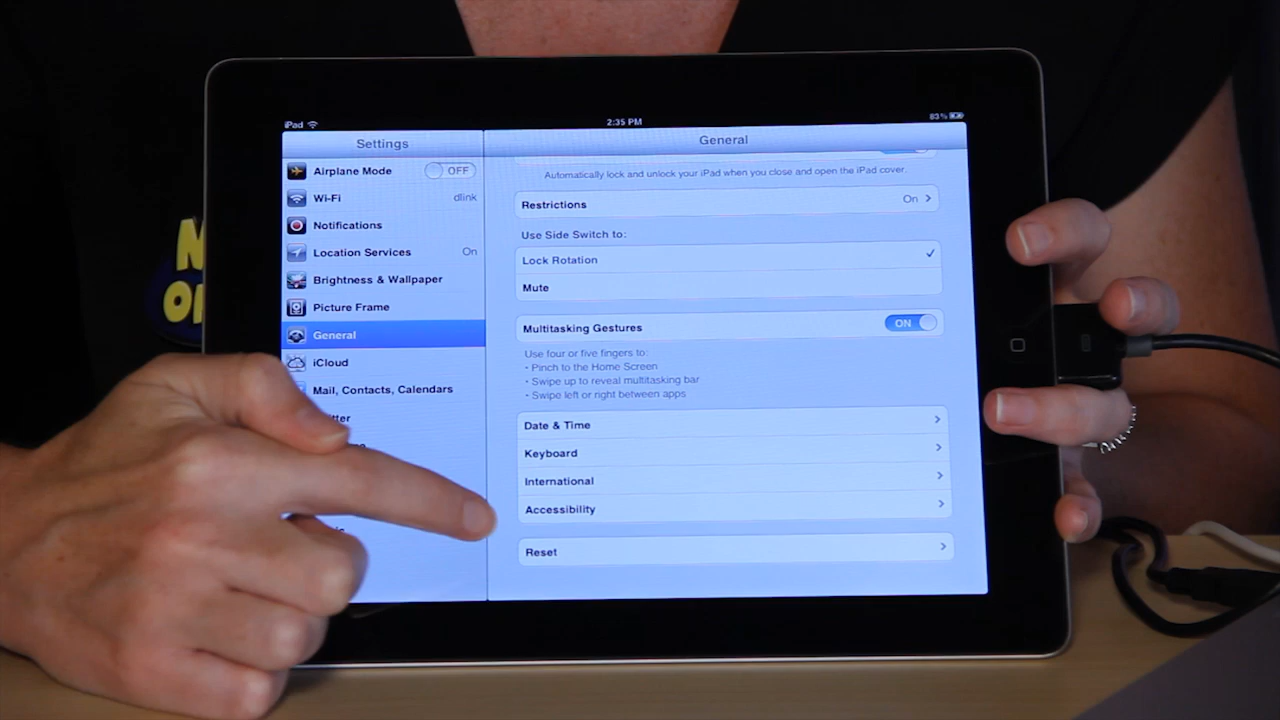 iPad
2:35 PM
83%
Settings
General
Airplane Mode OFF
Wi-Fi dlink
Notifications
Location Services On
Brightness & Wallpaper
Picture Frame
General
iCloud
Mail, Contacts, Calendars
Automatically lock and unlock your iPad when you close and open the iPad cover.
Restrictions On
Use Side Switch to:
Lock Rotation
Mute
Multitasking Gestures ON
Use four or five fingers to:
• Pinch to the Home Screen
• Swipe up to reveal multitasking bar
• Swipe left or right between apps
Date & Time
Keyboard
International
Accessibility
Reset